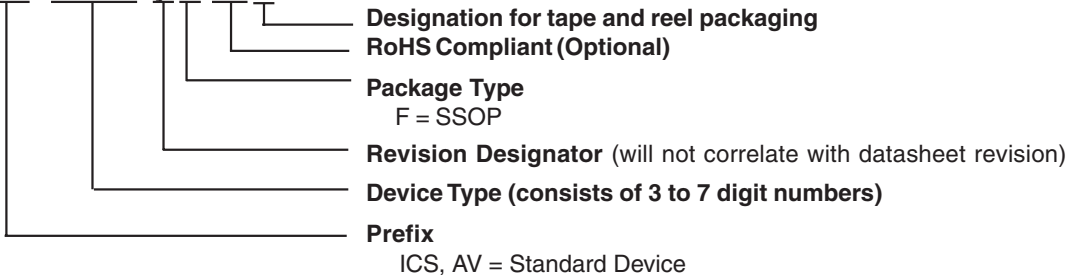 Designation for tape and reel packaging
RoHS Compliant (Optional)
Package Type
F = SSOP
Revision Designator (will not correlate with datasheet revision)
Device Type (consists of 3 to 7 digit numbers)
Prefix
ICS, AV = Standard Device